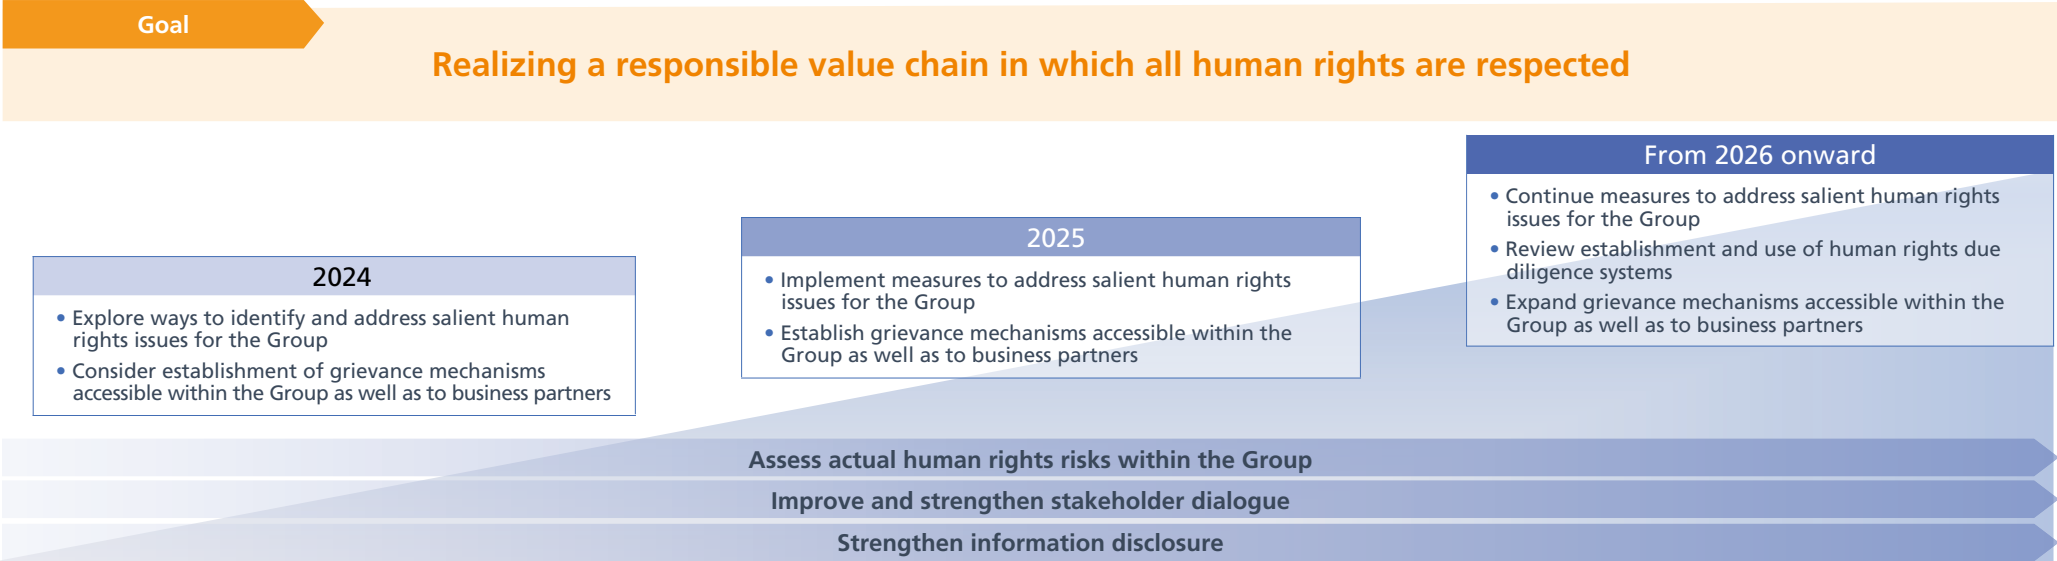 Goal
Realizing a responsible value chain in which all human rights are respected
2024
• Explore ways to identify and address salient human
rights issues for the Group
• Consider establishment of grievance mechanisms
accessible within the Group as well as to business partners
2025
• Implement measures to address salient human rights
issues for the Group
• Establish grievance mechanisms accessible within the
Group as well as to business partners
From 2026 onward
• Continue measures to address salient human rights
issues for the Group
• Review establishment and use of human rights due
diligence systems
• Expand grievance mechanisms accessible within the
Group as well as to business partners
Assess actual human rights risks within the Group
Improve and strengthen stakeholder dialogue
Strengthen information disclosure